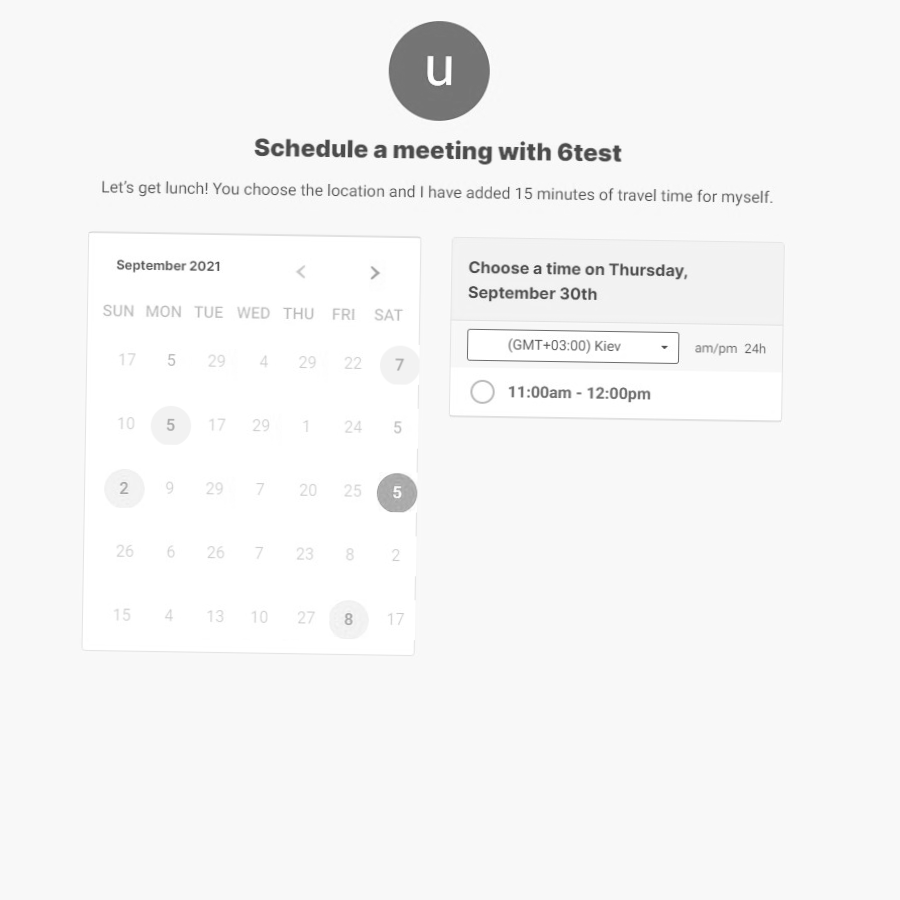 u
Schedule a meeting with 6test
Let's get lunch! You choose the location and I have added 15 minutes of travel time for myself.
September 2021
SUN MON TUE WED THU FRI SAT
17 5 29 4 29 22 7
10 5 17 29 1 24 5
2 9 29 7 20 25 5
26 6 26 7 23 8 2
15 4 13 10 27 8 17
Choose a time on Thursday,
September 30th
(GMT+03:00) Kiev am/pm 24h
11:00am - 12:00pm